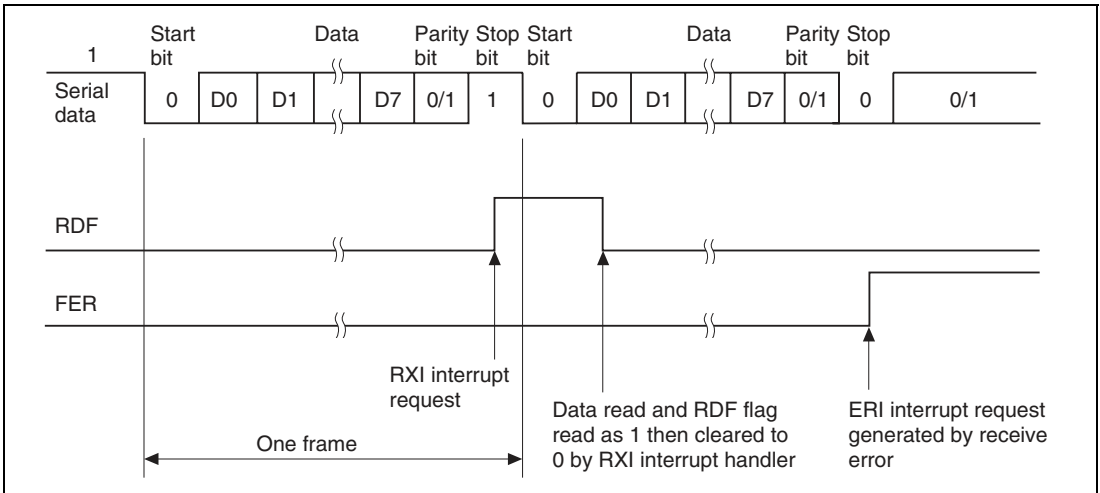 Start bit Data Parity bit Stop bit Start bit Data Parity bit Stop bit
1
Serial data
0 D0 D1 D7 0/1 1 0 D0 D1 D7 0/1 0 0/1
RDF
FER
RXI interrupt
request
Data read and RDF flag
read as 1 then cleared to
0 by RXI interrupt handler
ERI interrupt request
generated by receive
error
One frame